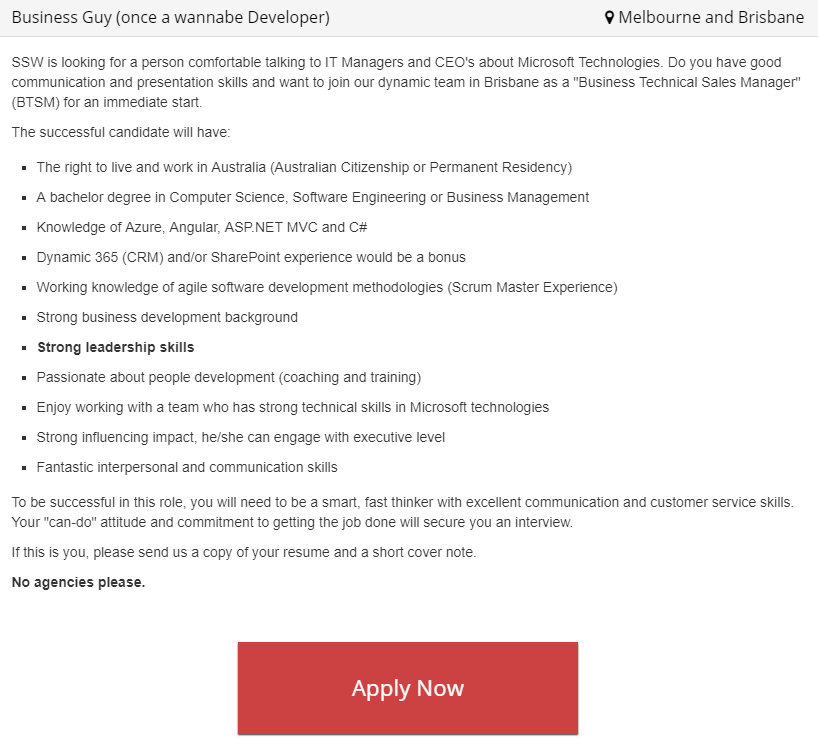 Business Guy (once a wannabe Developer)
Melbourne and Brisbane
SSW is looking for a person comfortable talking to IT Managers and CEO's about Microsoft Technologies. Do you have good
communication and presentation skills and want to join our dynamic team in Brisbane as a "Business Technical Sales Manager"
(BTSM) for an immediate start.
The successful candidate will have:
▪ The right to live and work in Australia (Australian Citizenship or Permanent Residency)
▪ A bachelor degree in Computer Science, Software Engineering or Business Management
▪ Knowledge of Azure, Angular, ASP.NET MVC and C#
▪ Dynamic 365 (CRM) and/or SharePoint experience would be a bonus
▪ Working knowledge of agile software development methodologies (Scrum Master Experience)
▪ Strong business development background
▪ Strong leadership skills
▪ Passionate about people development (coaching and training)
▪ Enjoy working with a team who has strong technical skills in Microsoft technologies
▪ Strong influencing impact, he/she can engage with executive level
▪ Fantastic interpersonal and communication skills
To be successful in this role, you will need to be a smart, fast thinker with excellent communication and customer service skills.
Your "can-do" attitude and commitment to getting the job done will secure you an interview.
If this is you, please send us a copy of your resume and a short cover note.
No agencies please.
Apply Now